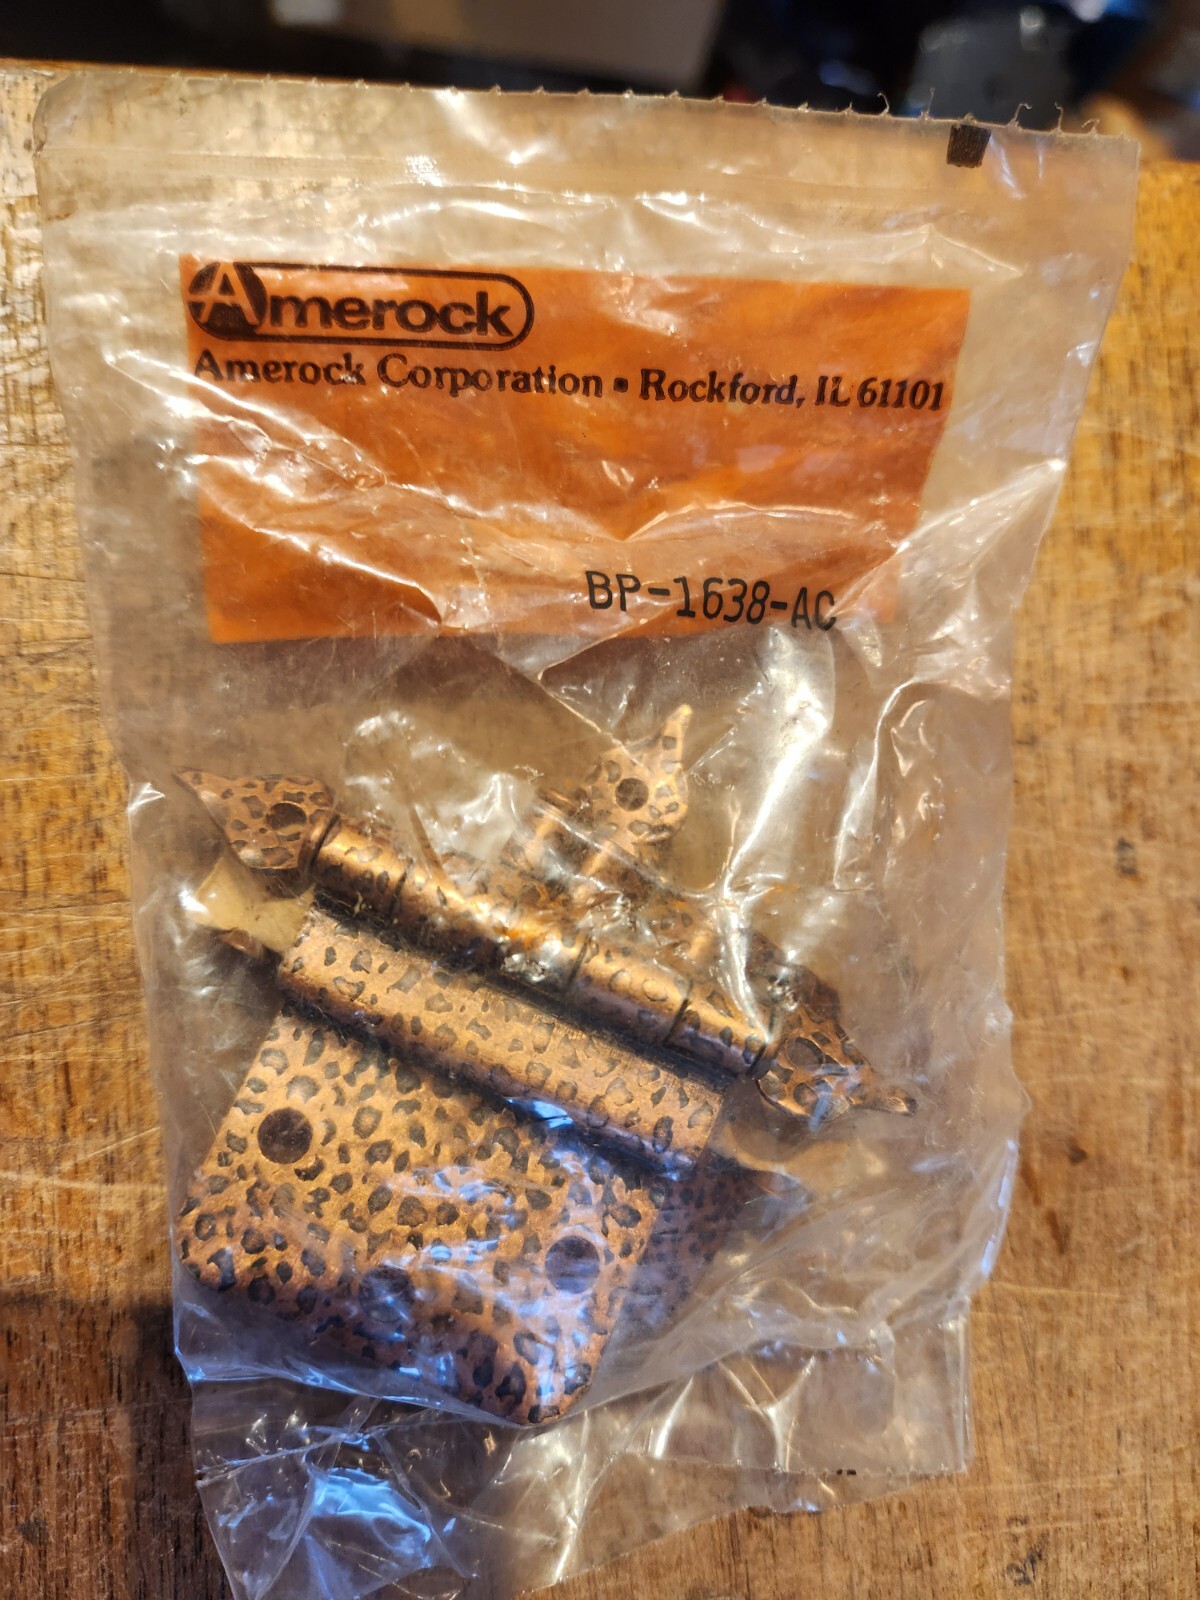 Amerock
Amerock Corporation ▪ Rockford, IL 61101
BP-1638-AC